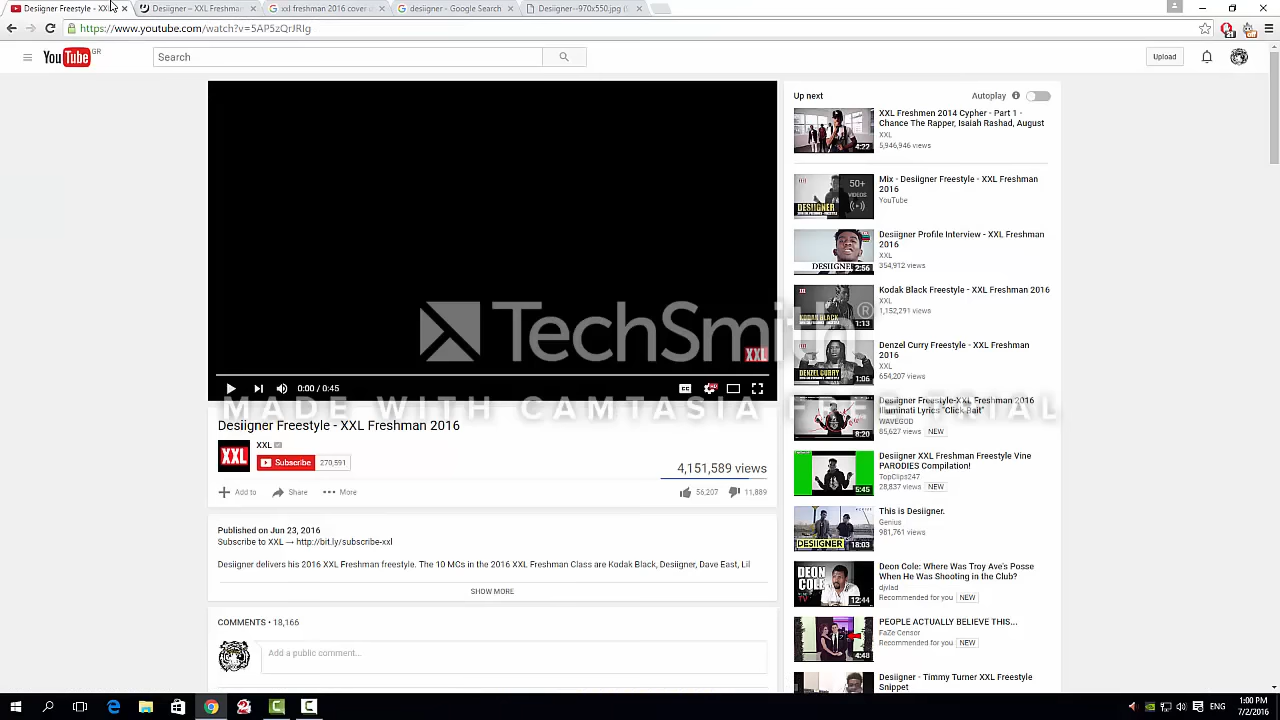 Desiigner Freestyle - XXL
Desiigner – XXL Freshman
xxl freshman 2016 cover
desiigner - Google Search
Desiigner--970x550.jpg
https://www.youtube.com/watch?v=5AP5zQrJRIg
YouTube GR
Search
Upload
Desiigner Freestyle - XXL Freshman 2016
XXL
Subscribe 270,591
4,151,589 views
Add to Share More
56,207 11,889
Published on Jun 23, 2016
Subscribe to XXL → http://bit.ly/subscribe-xxl
Desiigner delivers his 2016 XXL Freshman freestyle. The 10 MCs in the 2016 XXL Freshman Class are Kodak Black, Desiigner, Dave East, Lil
SHOW MORE
COMMENTS • 18,166
Add a public comment...
0:00 / 0:45
XXL
TechSmith®
MADE WITH CAMTASIA FREE TRIAL
Up next
Autoplay
XXL Freshmen 2014 Cypher - Part 1 -
Chance The Rapper, Isaiah Rashad, August
XXL
5,946,946 views
4:22
Mix - Desiigner Freestyle - XXL Freshman
2016
YouTube
50+
VIDEOS
DESIIGNER
Desiigner Profile Interview - XXL Freshman
2016
XXL
354,912 views
DESIIGNE
2:56
Kodak Black Freestyle - XXL Freshman 2016
XXL
1,152,291 views
KODAK BLACK
1:13
Denzel Curry Freestyle - XXL Freshman
2016
XXL
654,207 views
DENZEL CURRY
1:06
Desiigner Freestyle-XXL Freshman 2016
Illuminati Lyrics "Click Bait"
WAVEGOD
85,627 views NEW
8:20
Desiigner XXL Freshman Freestyle Vine
PARODIES Compilation!
TopClips247
28,837 views NEW
5:45
This is Desiigner.
Genius
981,761 views
DESIIGNER
18:03
Deon Cole: Where Was Troy Ave's Posse
When He Was Shooting in the Club?
djvlad
Recommended for you NEW
DEON
COLE
12:44
PEOPLE ACTUALLY BELIEVE THIS...
FaZe Censor
Recommended for you NEW
4:48
Desiigner - Timmy Turner XXL Freestyle
Snippet
ENG
1:00 PM
7/2/2016